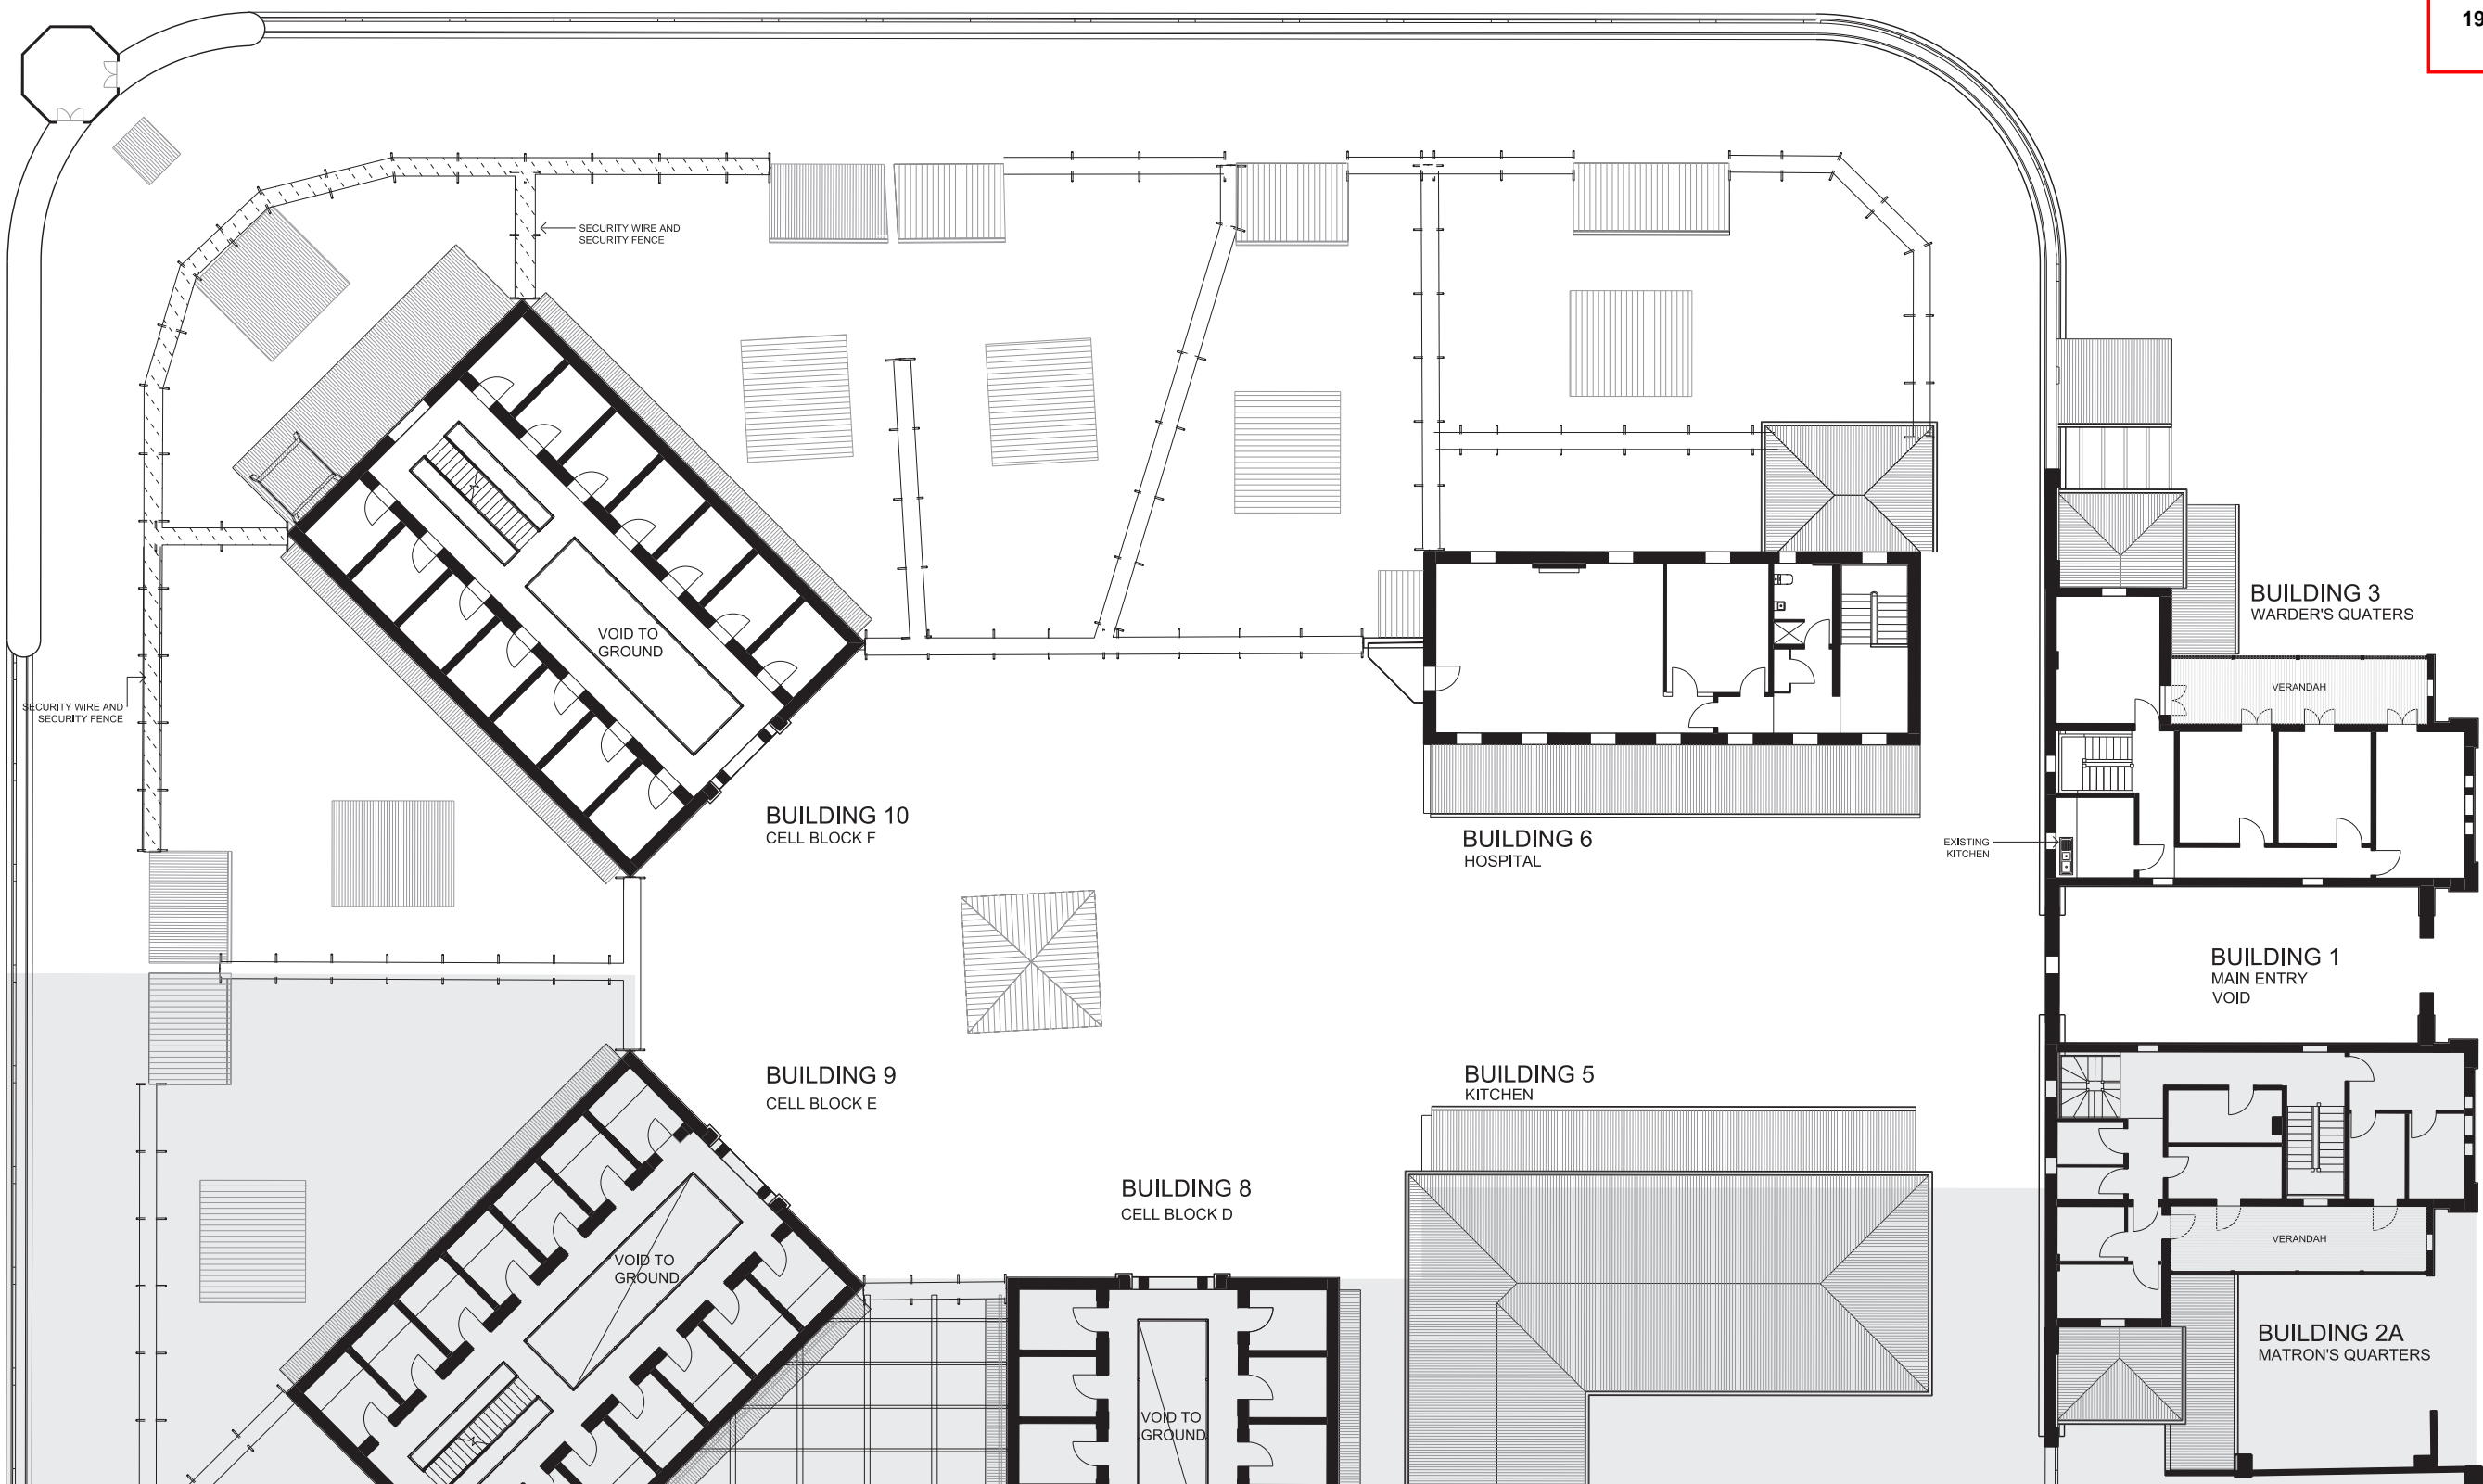 19
SECURITY WIRE AND
SECURITY FENCE
BUILDING 3
WARDER'S QUATERS
VOID TO
GROUND
VERANDAH
SECURITY WIRE AND
SECURITY FENCE
BUILDING 10
CELL BLOCK F
BUILDING 6
HOSPITAL
EXISTING
KITCHEN
BUILDING 1
MAIN ENTRY
VOID
BUILDING 9
CELL BLOCK E
BUILDING 5
KITCHEN
BUILDING 8
CELL BLOCK D
VOID TO
GROUND
VERANDAH
BUILDING 2A
MATRON'S QUARTERS
VOID TO
GROUND